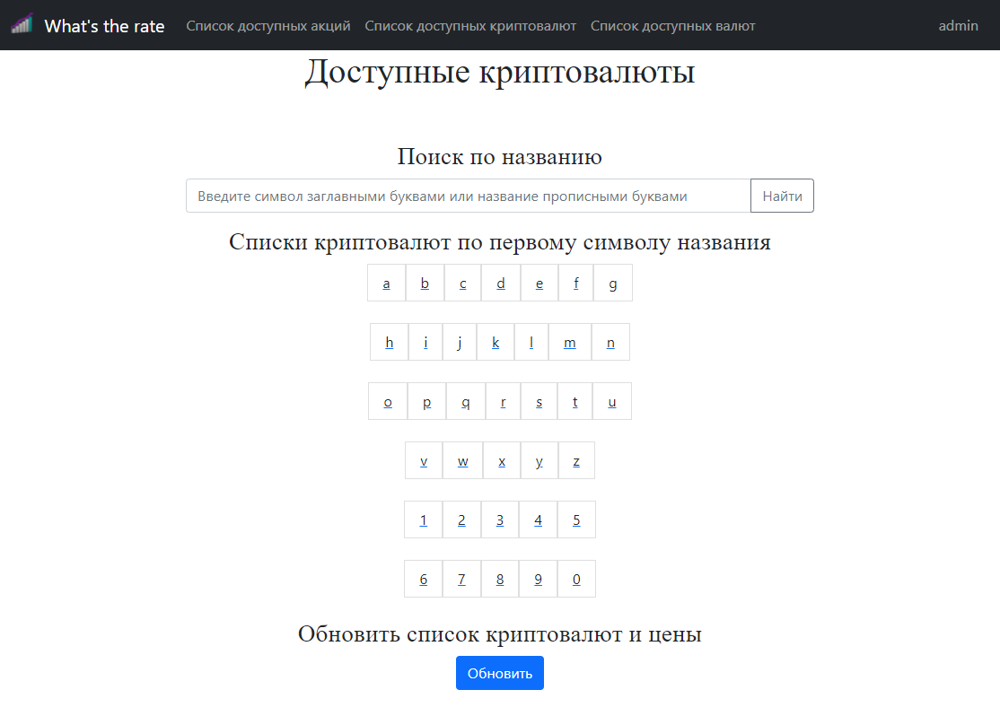 What's the rate Список доступных акций Список доступных криптовалют Список доступных валют admin
Доступные криптовалюты
Поиск по названию
Введите символ заглавными буквами или название прописными буквами Найти
Списки криптовалют по первому символу названия
a b c d e f g
h i j k l m n
o p q r s t u
v w x y z
1 2 3 4 5
6 7 8 9 0
Обновить список криптовалют и цены
Обновить